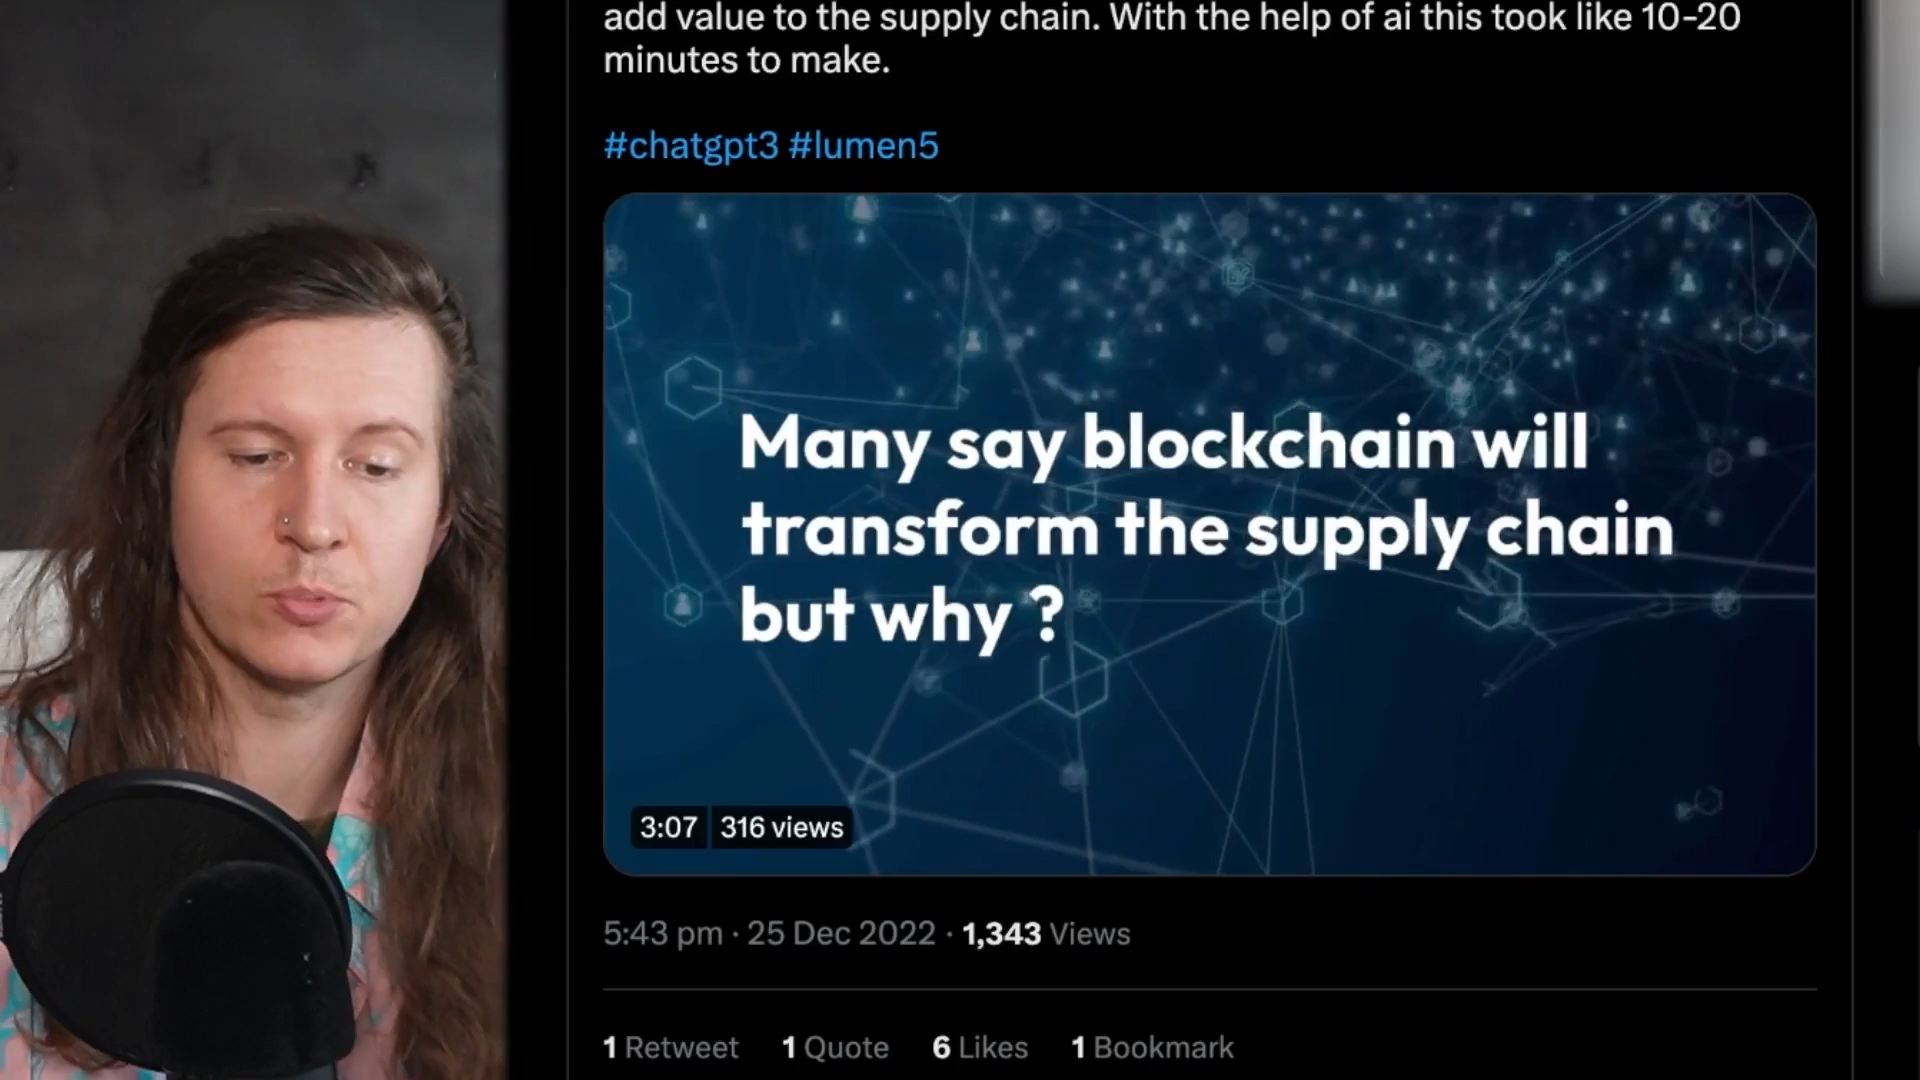 add value to the supply chain. With the help of ai this took like 10-20
minutes to make.
#chatgpt3 #lumen5
Many say blockchain will
transform the supply chain
but why ?
3:07 316 views
5:43 pm · 25 Dec 2022 · 1,343 Views
1 Retweet 1 Quote 6 Likes 1 Bookmark